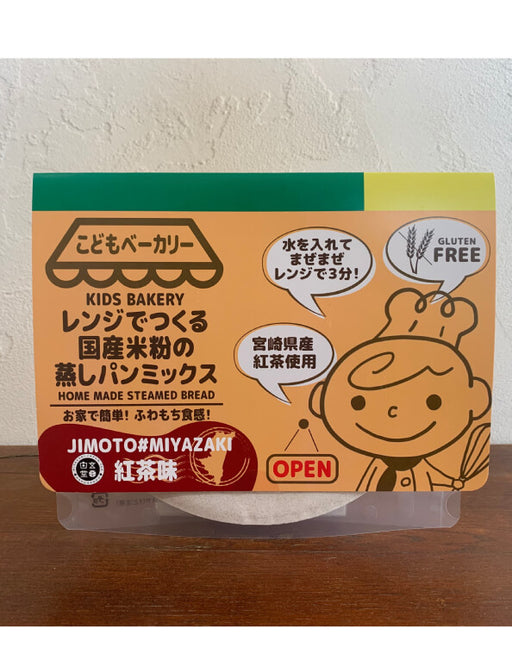 こどもベーカリー
KIDS BAKERY
レンジでつくる
国産米粉の
蒸しパンミックス
HOME MADE STEAMED BREAD
お家で簡単！ふわもち食感！
JIMOTO#MIYAZAKI
紅茶味
水を入れて
まぜまぜ
レンジで3分！
GLUTEN
FREE
宮崎県産
紅茶使用
OPEN